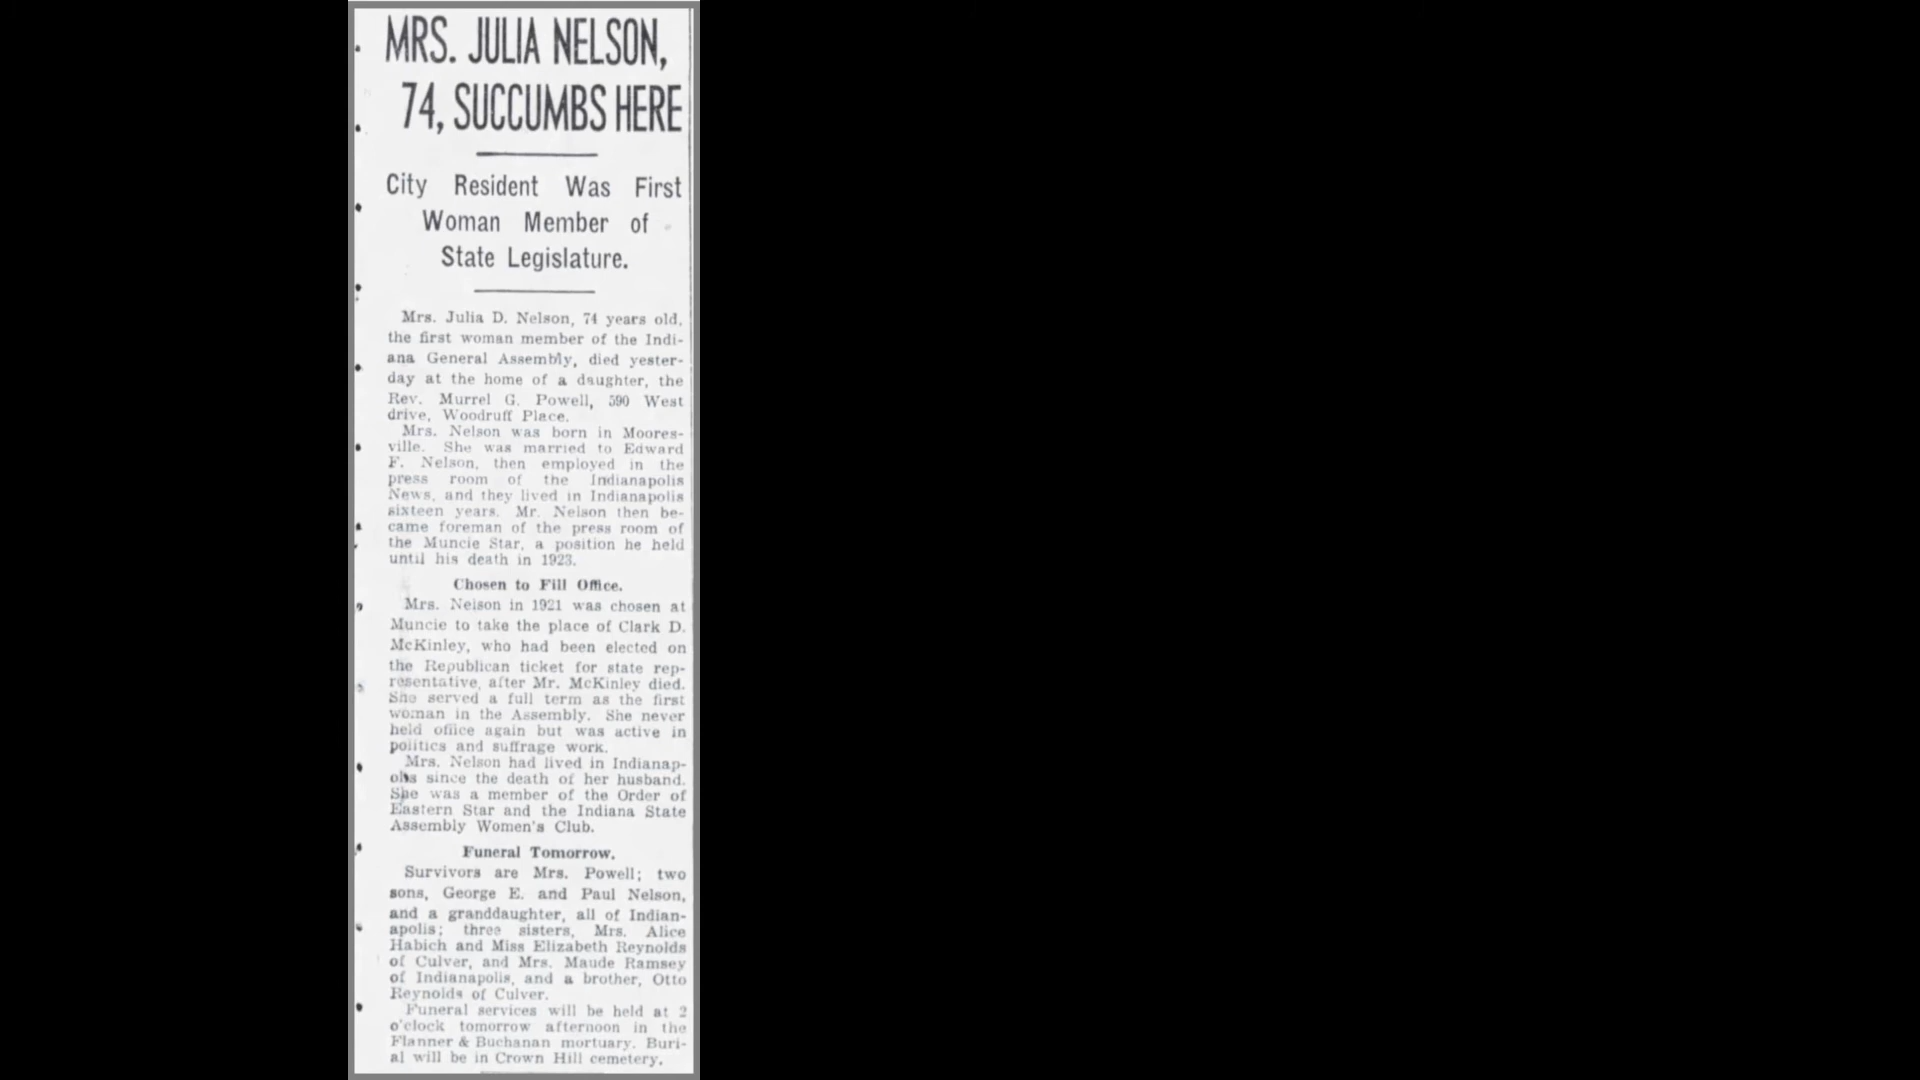 MRS. JULIA NELSON,
74, SUCCUMBS HERE
City Resident Was First
Woman Member of
State Legislature.
Mrs. Julia D. Nelson, 74 years old,
the first woman member of the Indi-
ana General Assembly, died yester-
day at the home of a daughter, the
Rev. Murrel G. Powell, 590 West
drive, Woodruff Place.
Mrs. Nelson was born in Moores-
ville. She was married to Edward
F. Nelson, then employed in the
press room of the Indianapolis
News, and they lived in Indianapolis
sixteen years. Mr. Nelson then be-
came foreman of the press room of
the Muncie Star, a position he held
until his death in 1923.
Chosen to Fill Office.
Mrs. Nelson in 1921 was chosen at
Muncie to take the place of Clark D.
McKinley, who had been elected on
the Republican ticket for state rep-
resentative, after Mr. McKinley died.
She served a full term as the first
woman in the Assembly. She never
held office again but was active in
politics and suffrage work.
Mrs. Nelson had lived in Indianap-
olis since the death of her husband.
She was a member of the Order of
Eastern Star and the Indiana State
Assembly Women's Club.
Funeral Tomorrow.
Survivors are Mrs. Powell; two
sons, George E. and Paul Nelson,
and a granddaughter, all of Indian-
apolis; three sisters, Mrs. Alice
Habich and Miss Elizabeth Reynolds
of Culver, and Mrs. Maude Ramsey
of Indianapolis, and a brother, Otto
Reynolds of Culver.
Funeral services will be held at 2
o'clock tomorrow afternoon in the
Flanner & Buchanan mortuary. Buri-
al will be in Crown Hill cemetery.